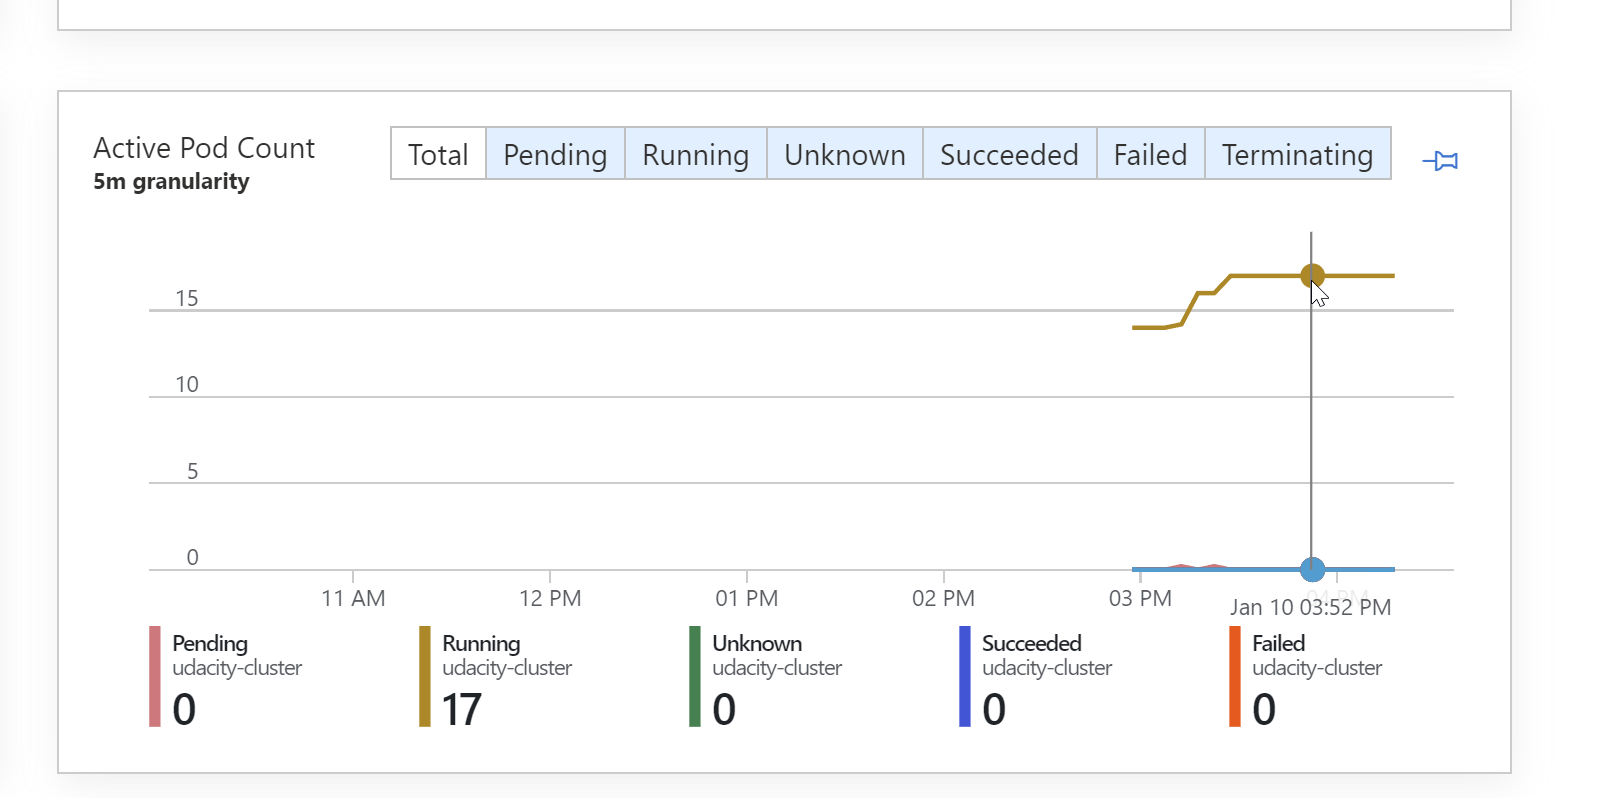 Active Pod Count
5m granularity
Total Pending Running Unknown Succeeded Failed Terminating
15
10
5
0
11 AM 12 PM 01 PM 02 PM 03 PM 04 PM
Jan 10 03:52 PM
Pending Running Unknown Succeeded Failed
udacity-cluster udacity-cluster udacity-cluster udacity-cluster udacity-cluster
0 17 0 0 0